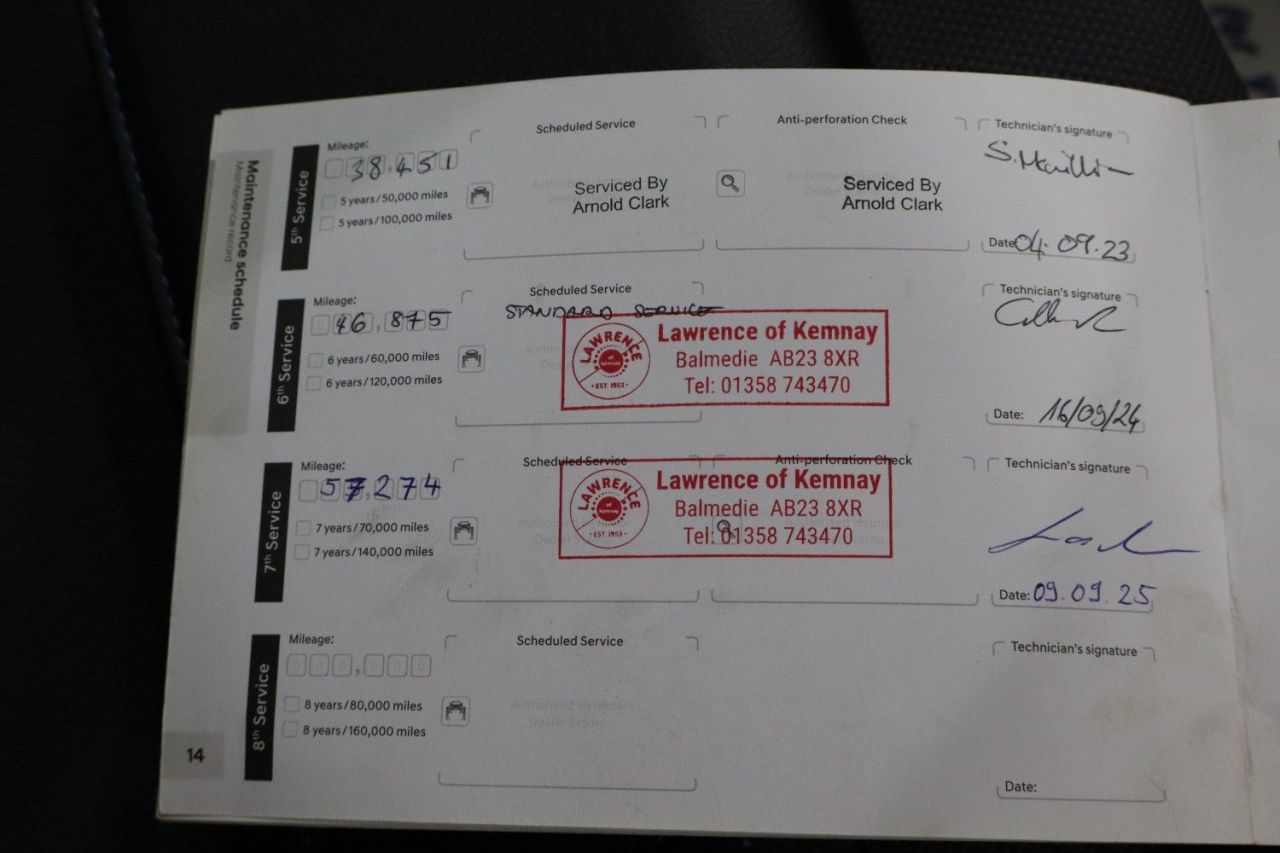 Maintenance schedule
Maintenance record
5th Service
Mileage:
38,451
5 years/50,000 miles
5 years/100,000 miles
Scheduled Service
Serviced By
Arnold Clark
Anti-perforation Check
Serviced By
Arnold Clark
Technician's signature
Date 04.09.23
6th Service
Mileage:
46,875
6 years/60,000 miles
6 years/120,000 miles
Scheduled Service
STANDARD SERVICE
LAWRENCE
of
Kemnay
• EST. 1953 •
Lawrence of Kemnay
Balmedie AB23 8XR
Tel: 01358 743470
Technician's signature
Date: 16/09/24
7th Service
Mileage:
57,274
7 years/70,000 miles
7 years/140,000 miles
Scheduled Service
Anti-perforation Check
LAWRENCE
of
Kemnay
• EST. 1953 •
Lawrence of Kemnay
Balmedie AB23 8XR
Tel: 01358 743470
Technician's signature
Date: 09.09.25
8th Service
Mileage:
000,000
8 years/80,000 miles
8 years/160,000 miles
Scheduled Service
Authorised Hyundai
Dealer Stamp
Technician's signature
Date:
14